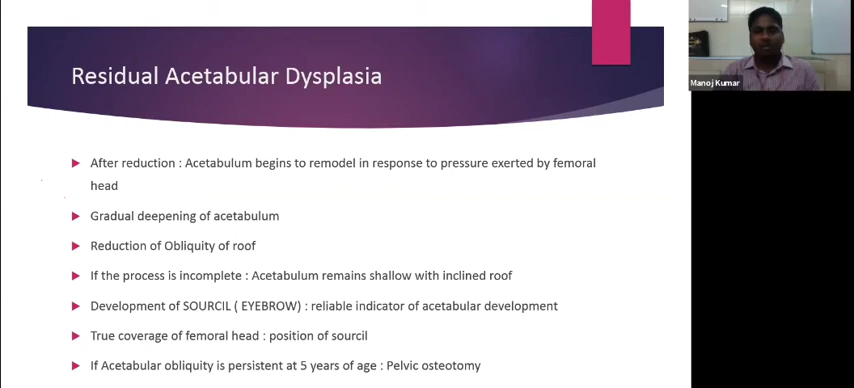 Residual Acetabular Dysplasia
Manoj Kumar
After reduction : Acetabulum begins to remodel in response to pressure exerted by femoral
head
Gradual deepening of acetabulum
Reduction of Obliquity of roof
If the process is incomplete : Acetabulum remains shallow with inclined roof
Development of SOURCIL ( EYEBROW) : reliable indicator of acetabular development
True coverage of femoral head : position of sourcil
If Acetabular obliquity is persistent at 5 years of age : Pelvic osteotomy